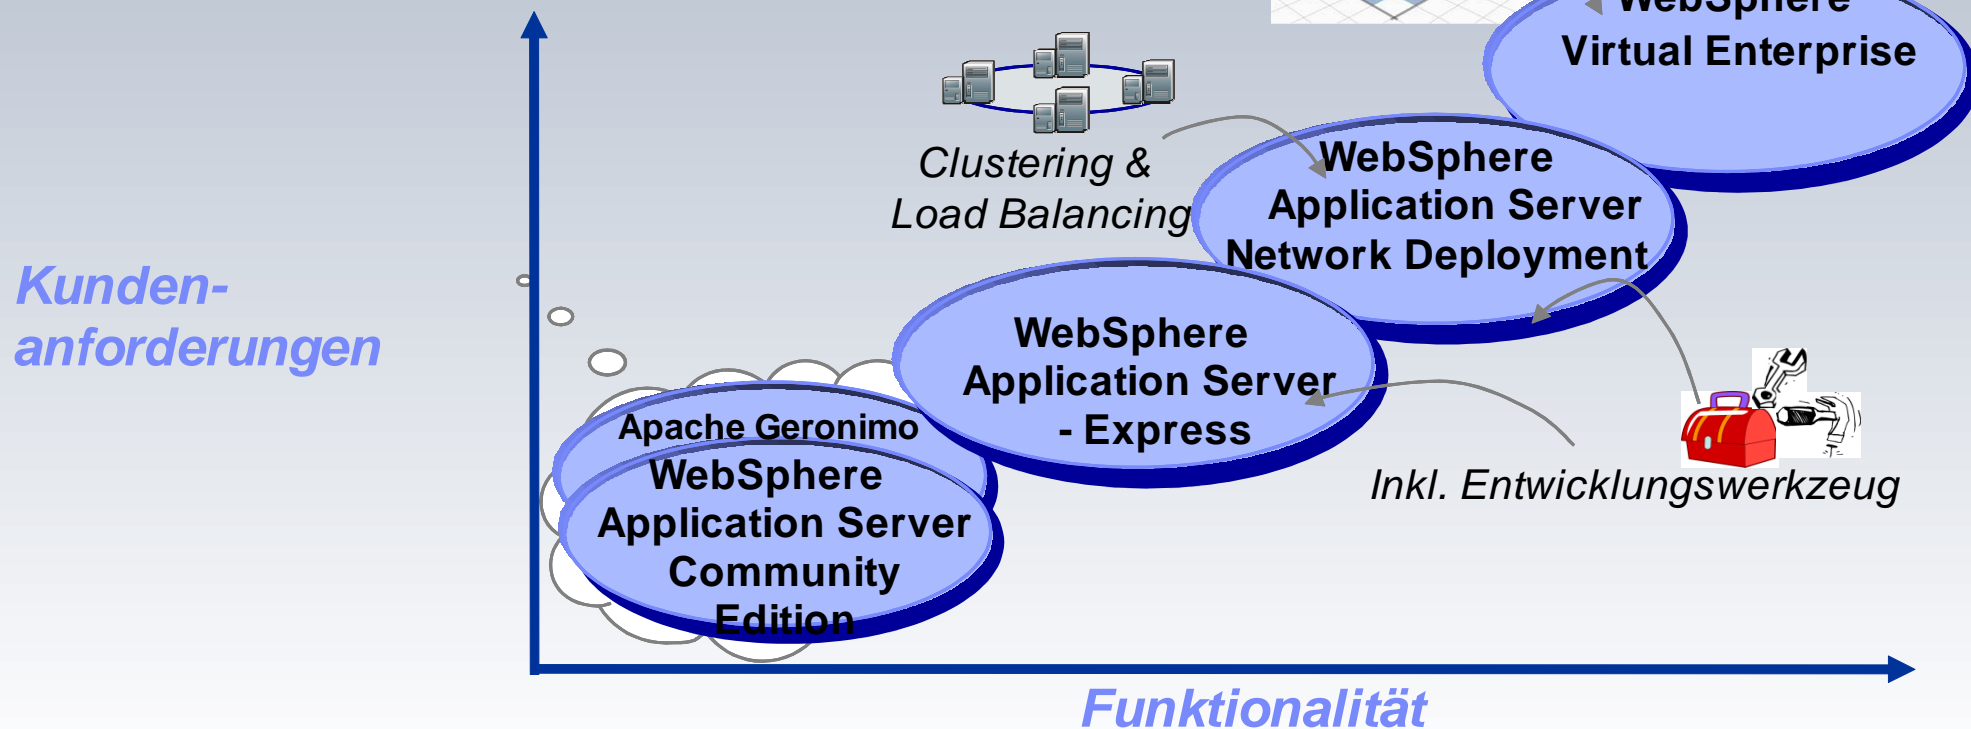 WebSphere
Virtual Enterprise
Clustering &
Load Balancing
WebSphere
Application Server
Network Deployment
Kunden-
anforderungen
WebSphere
Application Server
- Express
Apache Geronimo
WebSphere
Application Server
Community
Edition
Inkl. Entwicklungswerkzeug
Funktionalität